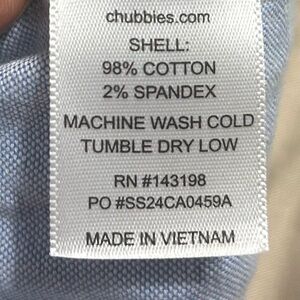 chubbies.com
SHELL:
98% COTTON
2% SPANDEX
MACHINE WASH COLD
TUMBLE DRY LOW
RN #143198
PO #SS24CA0459A
MADE IN VIETNAM